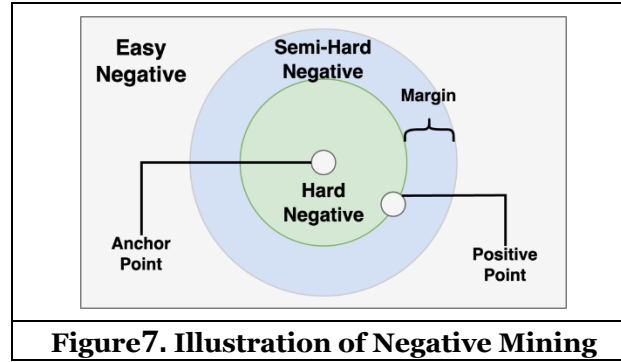 Easy
Negative
Semi-Hard
Negative
Margin
Hard
Negative
Anchor
Point
Positive
Point
Figure7. Illustration of Negative Mining